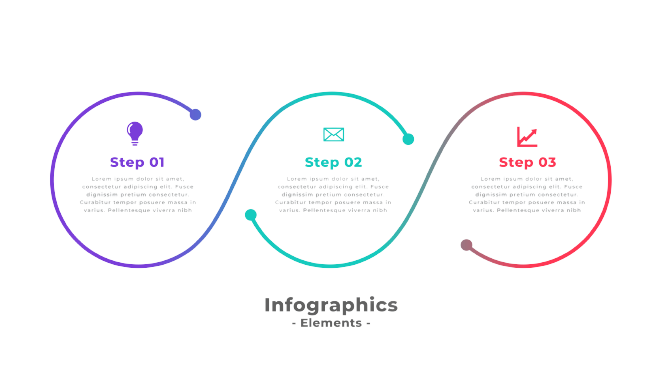 Step 01
Lorem ipsum dolor sit amet,
consectetur adipiscing elit. Fusce
dignissim pretium consectetur.
Curabitur tempor posuere massa in
varius. Pellentesque viverra nibh
Step 02
Lorem ipsum dolor sit amet,
consectetur adipiscing elit. Fusce
dignissim pretium consectetur.
Curabitur tempor posuere massa in
varius. Pellentesque viverra nibh
Step 03
Lorem ipsum dolor sit amet,
consectetur adipiscing elit. Fusce
dignissim pretium consectetur.
Curabitur tempor posuere massa in
varius. Pellentesque viverra nibh
Infographics
- Elements -